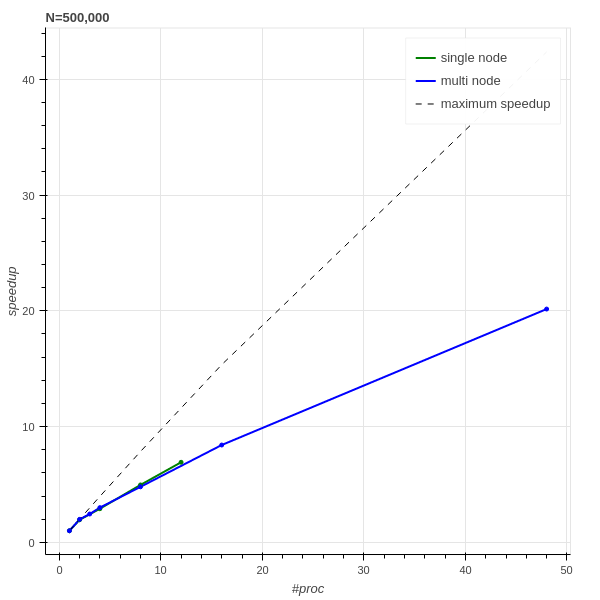 N=500,000
single node
multi node
maximum speedup
speedup
40
30
20
10
0
0 10 20 30 40 50
#proc